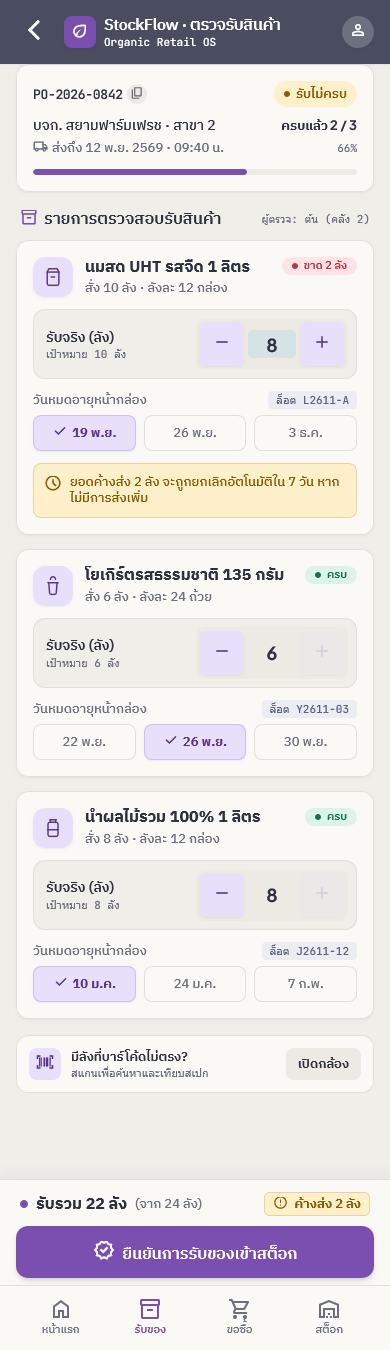 StockFlow · ตรวจรับสินค้า
Organic Retail OS
PO-2026-0842
รับไม่ครบ
บจก. สยามฟาร์มเฟรช · สาขา 2
ครบแล้ว 2 / 3
ส่งถึง 12 พ.ย. 2569 · 09:40 น.
66%
รายการตรวจสอบรับสินค้า
ผู้ตรวจ: ต้น (คลัง 2)
นมสด UHT รสจืด 1 ลิตร
ขาด 2 ลัง
สั่ง 10 ลัง · ลังละ 12 กล่อง
รับจริง (ลัง)
เป้าหมาย 10 ลัง
− 8 +
วันหมดอายุหน้ากล่อง
ล็อต L2611-A
19 พ.ย.
26 พ.ย.
3 ธ.ค.
ยอดค้างส่ง 2 ลัง จะถูกยกเลิกอัตโนมัติใน 7 วัน หาก
ไม่มีการส่งเพิ่ม
โยเกิร์ตรสธรรมชาติ 135 กรัม
ครบ
สั่ง 6 ลัง · ลังละ 24 ถ้วย
รับจริง (ลัง)
เป้าหมาย 6 ลัง
− 6 +
วันหมดอายุหน้ากล่อง
ล็อต Y2611-03
22 พ.ย.
26 พ.ย.
30 พ.ย.
น้ำผลไม้รวม 100% 1 ลิตร
ครบ
สั่ง 8 ลัง · ลังละ 12 กล่อง
รับจริง (ลัง)
เป้าหมาย 8 ลัง
− 8 +
วันหมดอายุหน้ากล่อง
ล็อต J2611-12
10 ม.ค.
24 ม.ค.
7 ก.พ.
มีลังที่บาร์โค้ดไม่ตรง?
สแกนเพื่อค้นหาและเทียบสเปก
เปิดกล้อง
รับรวม 22 ลัง (จาก 24 ลัง)
ค้างส่ง 2 ลัง
ยืนยันการรับของเข้าสต็อก
หน้าแรก
รับของ
ขอซื้อ
สต็อก